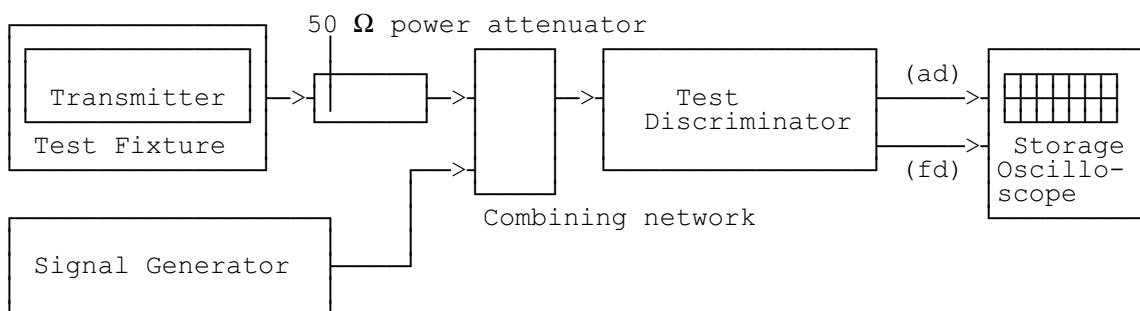 50 Ω power attenuator
Transmitter
Test Fixture
Test
Discriminator
(ad)
(fd)
Storage
Oscillo-
scope
Combining network
Signal Generator